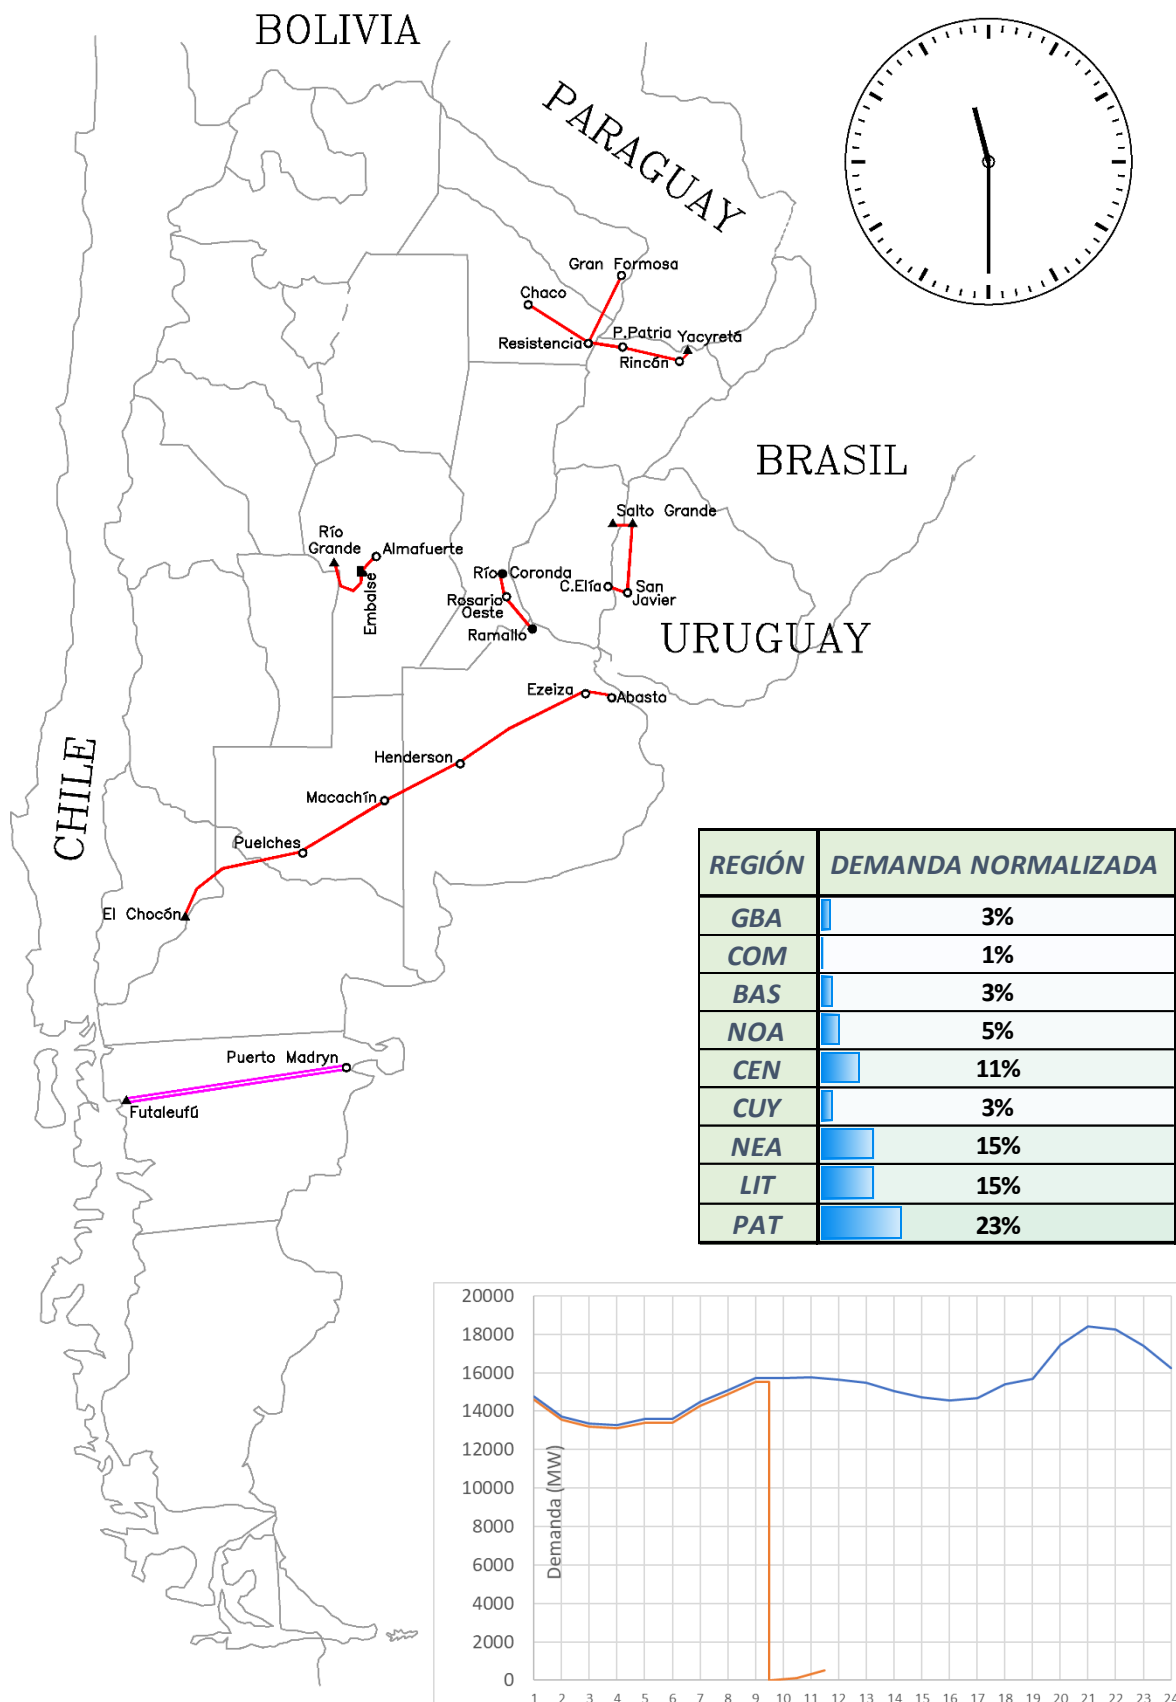 BOLIVIA
PARAGUAY
Gran Formosa
Chaco
P.Patria
Yacyretá
Resistencia
Rincón
BRASIL
Salto Grande
Río
Grande
Almafuerte
Embalse
Río Coronda
C.Elía
San
Javier
Rosario
Oeste
Ramallo
URUGUAY
Ezeiza
Abasto
CHILE
Henderson
Macachín
Puelches
El Chocón
Puerto Madryn
Futaleufú
REGIÓN DEMANDA NORMALIZADA
GBA 3%
COM 1%
BAS 3%
NOA 5%
CEN 11%
CUY 3%
NEA 15%
LIT 15%
PAT 23%
20000
18000
16000
14000
12000
10000
8000
6000
4000
2000
0
Demanda (MW)
1 2 3 4 5 6 7 8 9 10 11 12 13 14 15 16 17 18 19 20 21 22 23 24